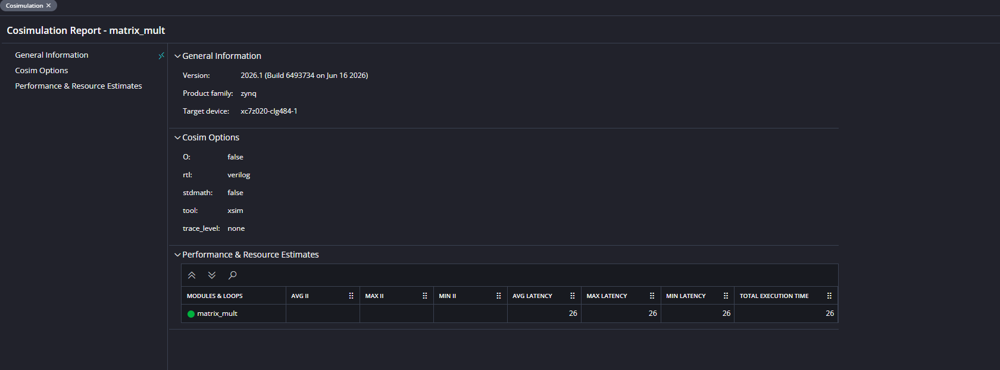 Cosimulation
Cosimulation Report - matrix_mult
General Information
Cosim Options
Performance & Resource Estimates
General Information
Version: 2026.1 (Build 6493734 on Jun 16 2026)
Product family: zynq
Target device: xc7z020-clg484-1
Cosim Options
O: false
rtl: verilog
stdmath: false
tool: xsim
trace_level: none
Performance & Resource Estimates
MODULES & LOOPS AVG II MAX II MIN II AVG LATENCY MAX LATENCY MIN LATENCY TOTAL EXECUTION TIME
matrix_mult 26 26 26 26